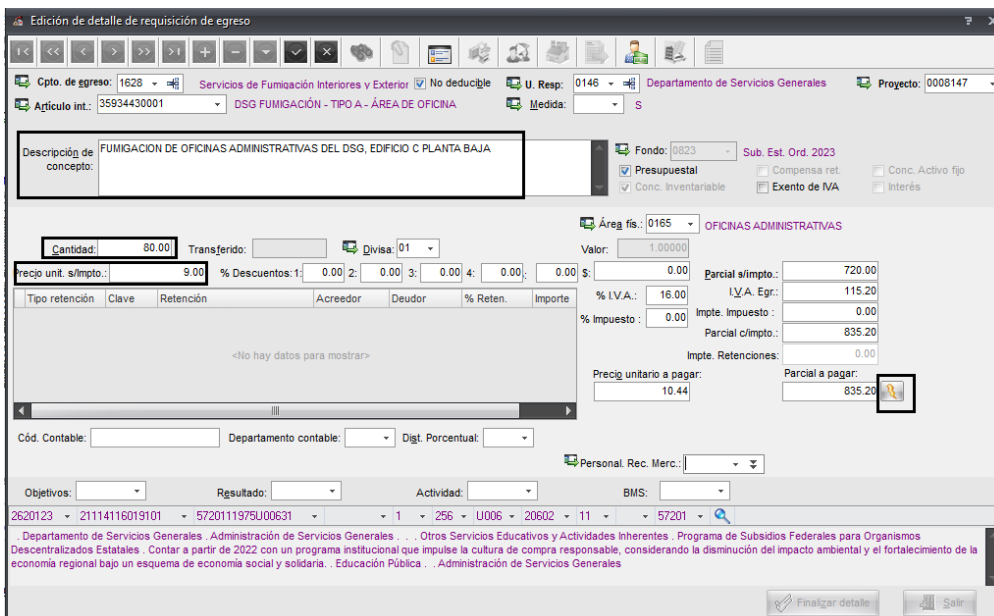 Edición de detalle de requisición de egreso
Cpto. de egreso: 1628 Servicios de Fumigación Interiores y Exterior No deducible U. Resp: 0146 Departamento de Servicios Generales Proyecto: 0008147
Artículo int.: 35934430001 DSG FUMIGACIÓN - TIPO A - ÁREA DE OFICINA Medida: S
Descripción de concepto: FUMIGACION DE OFICINAS ADMINISTRATIVAS DEL DSG, EDIFICIO C PLANTA BAJA
Fondo: 0823 Sub. Est. Ord. 2023
Presupuestal Compensa ret. Conc. Activo fijo
Conc. Inventariable Exento de IVA Interés
Área fís.: 0165 OFICINAS ADMINISTRATIVAS
Cantidad: 80.00 Transferido: Divisa: 01 Valor: 1.00000
Precio unit. s/Impto.: 9.00 % Descuentos: 1: 0.00 2: 0.00 3: 0.00 4: 0.00 : 0.00 $: 0.00 Parcial s/impto.: 720.00
Tipo retención Clave Retención Acreedor Deudor % Reten. Importe
% I.V.A.: 16.00 I.V.A. Egr.: 115.20
% Impuesto : 0.00 Impte. Impuesto : 0.00
Parcial c/impto.: 835.20
<No hay datos para mostrar>
Impte. Retenciones: 0.00
Precio unitario a pagar: Parcial a pagar:
10.44 835.20
Cód. Contable: Departamento contable: Dist. Porcentual:
Personal. Rec. Merc.:
Objetivos: Resultado: Actividad: BMS:
2620123 21114116019101 5720111975U00631 1 256 U006 20602 11 57201
. Departamento de Servicios Generales . Administración de Servicios Generales . . . Otros Servicios Educativos y Actividades Inherentes . Programa de Subsidios Federales para Organismos
Descentralizados Estatales . Contar a partir de 2022 con un programa institucional que impulse la cultura de compra responsable, considerando la disminución del impacto ambiental y el fortalecimiento de la
economía regional bajo un esquema de economía social y solidaria. . Educación Pública . . Administración de Servicios Generales
Finalizar detalle Salir